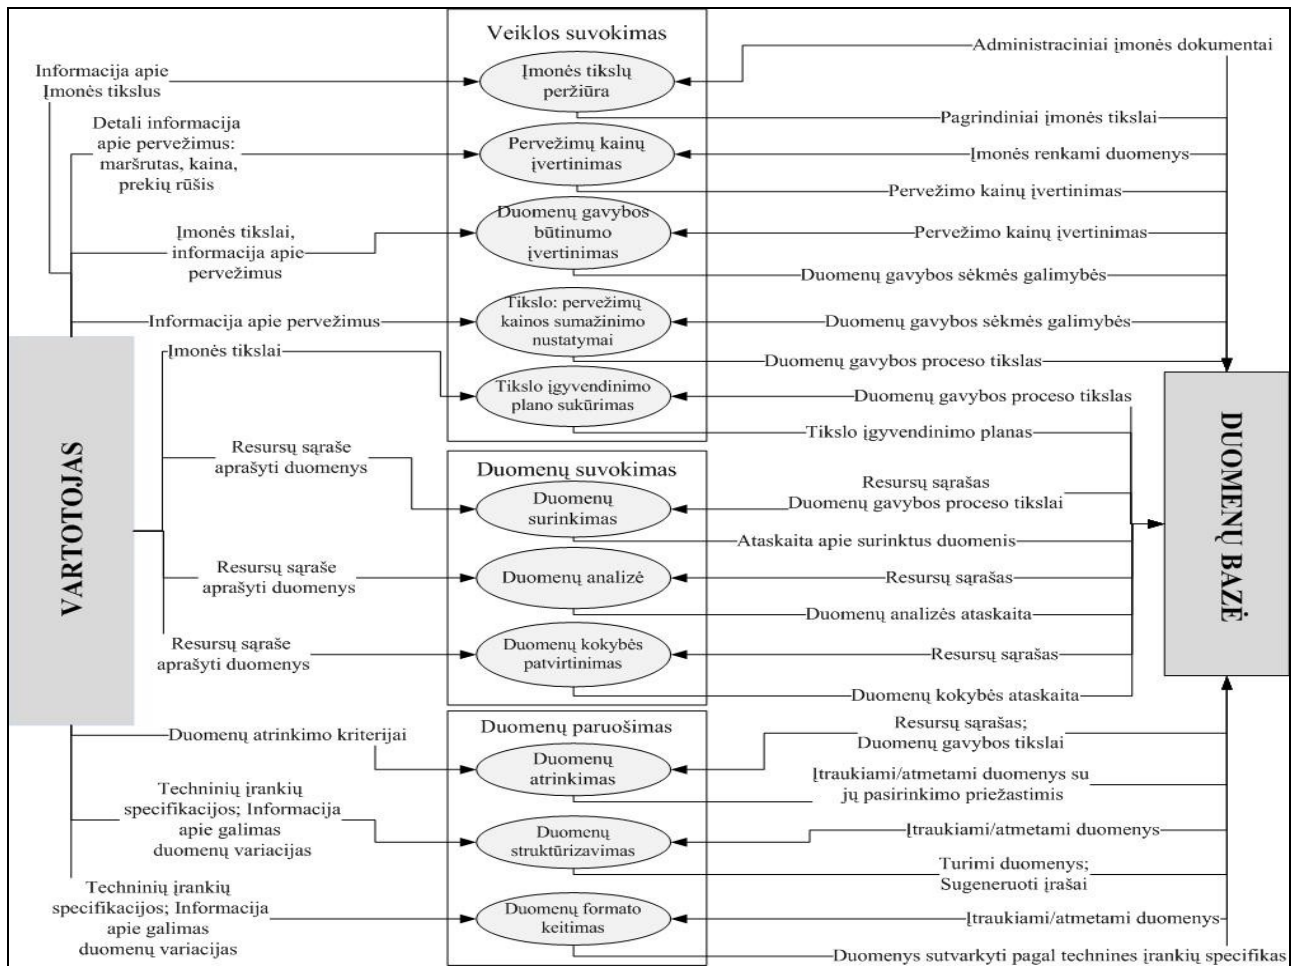 Veiklos suvokimas
Administraciniai įmonės dokumentai
Informacija apie
Įmonės tikslus
Įmonės tikslų
peržiūra
Pagrindiniai įmonės tikslai
Detali informacija
apie pervežimus:
maršrutas, kaina,
prekių rūšis
Pervežimų kainų
įvertinimas
Įmonės renkami duomenys
Pervežimo kainų įvertinimas
Įmonės tikslai,
informacija apie
pervežimus
Duomenų gavybos
būtinumo
įvertinimas
Pervežimo kainų įvertinimas
Duomenų gavybos sėkmės galimybės
Informacija apie pervežimus
Tikslo: pervežimų
kainos sumažinimo
nustatymai
Duomenų gavybos sėkmės galimybės
Duomenų gavybos proceso tikslas
Įmonės tikslai
Tikslo įgyvendinimo
plano sukūrimas
Duomenų gavybos proceso tikslas
Tikslo įgyvendinimo planas
VARTOTOJAS
DUOMENŲ BAZĖ
Duomenų suvokimas
Resursų sąraše
aprašyti duomenys
Duomenų
surinkimas
Resursų sąrašas
Duomenų gavybos proceso tikslai
Ataskaita apie surinktus duomenis
Resursų sąraše
aprašyti duomenys
Duomenų analizė
Resursų sąrašas
Duomenų analizės ataskaita
Resursų sąraše
aprašyti duomenys
Duomenų kokybės
patvirtinimas
Resursų sąrašas
Duomenų kokybės ataskaita
Duomenų paruošimas
Duomenų atrinkimo kriterijai
Duomenų
atrinkimas
Resursų sąrašas;
Duomenų gavybos tikslai
Įtraukiami/atmetami duomenys su
jų pasirinkimo priežastimis
Techninių įrankių
specifikacijos; Informacija
apie galimas
duomenų variacijas
Duomenų
struktūrizavimas
Įtraukiami/atmetami duomenys
Turimi duomenys;
Sugeneruoti įrašai
Techninių įrankių
specifikacijos; Informacija
apie galimas
duomenų variacijas
Duomenų formato
keitimas
Įtraukiami/atmetami duomenys
Duomenys sutvarkyti pagal technines įrankių specifikas